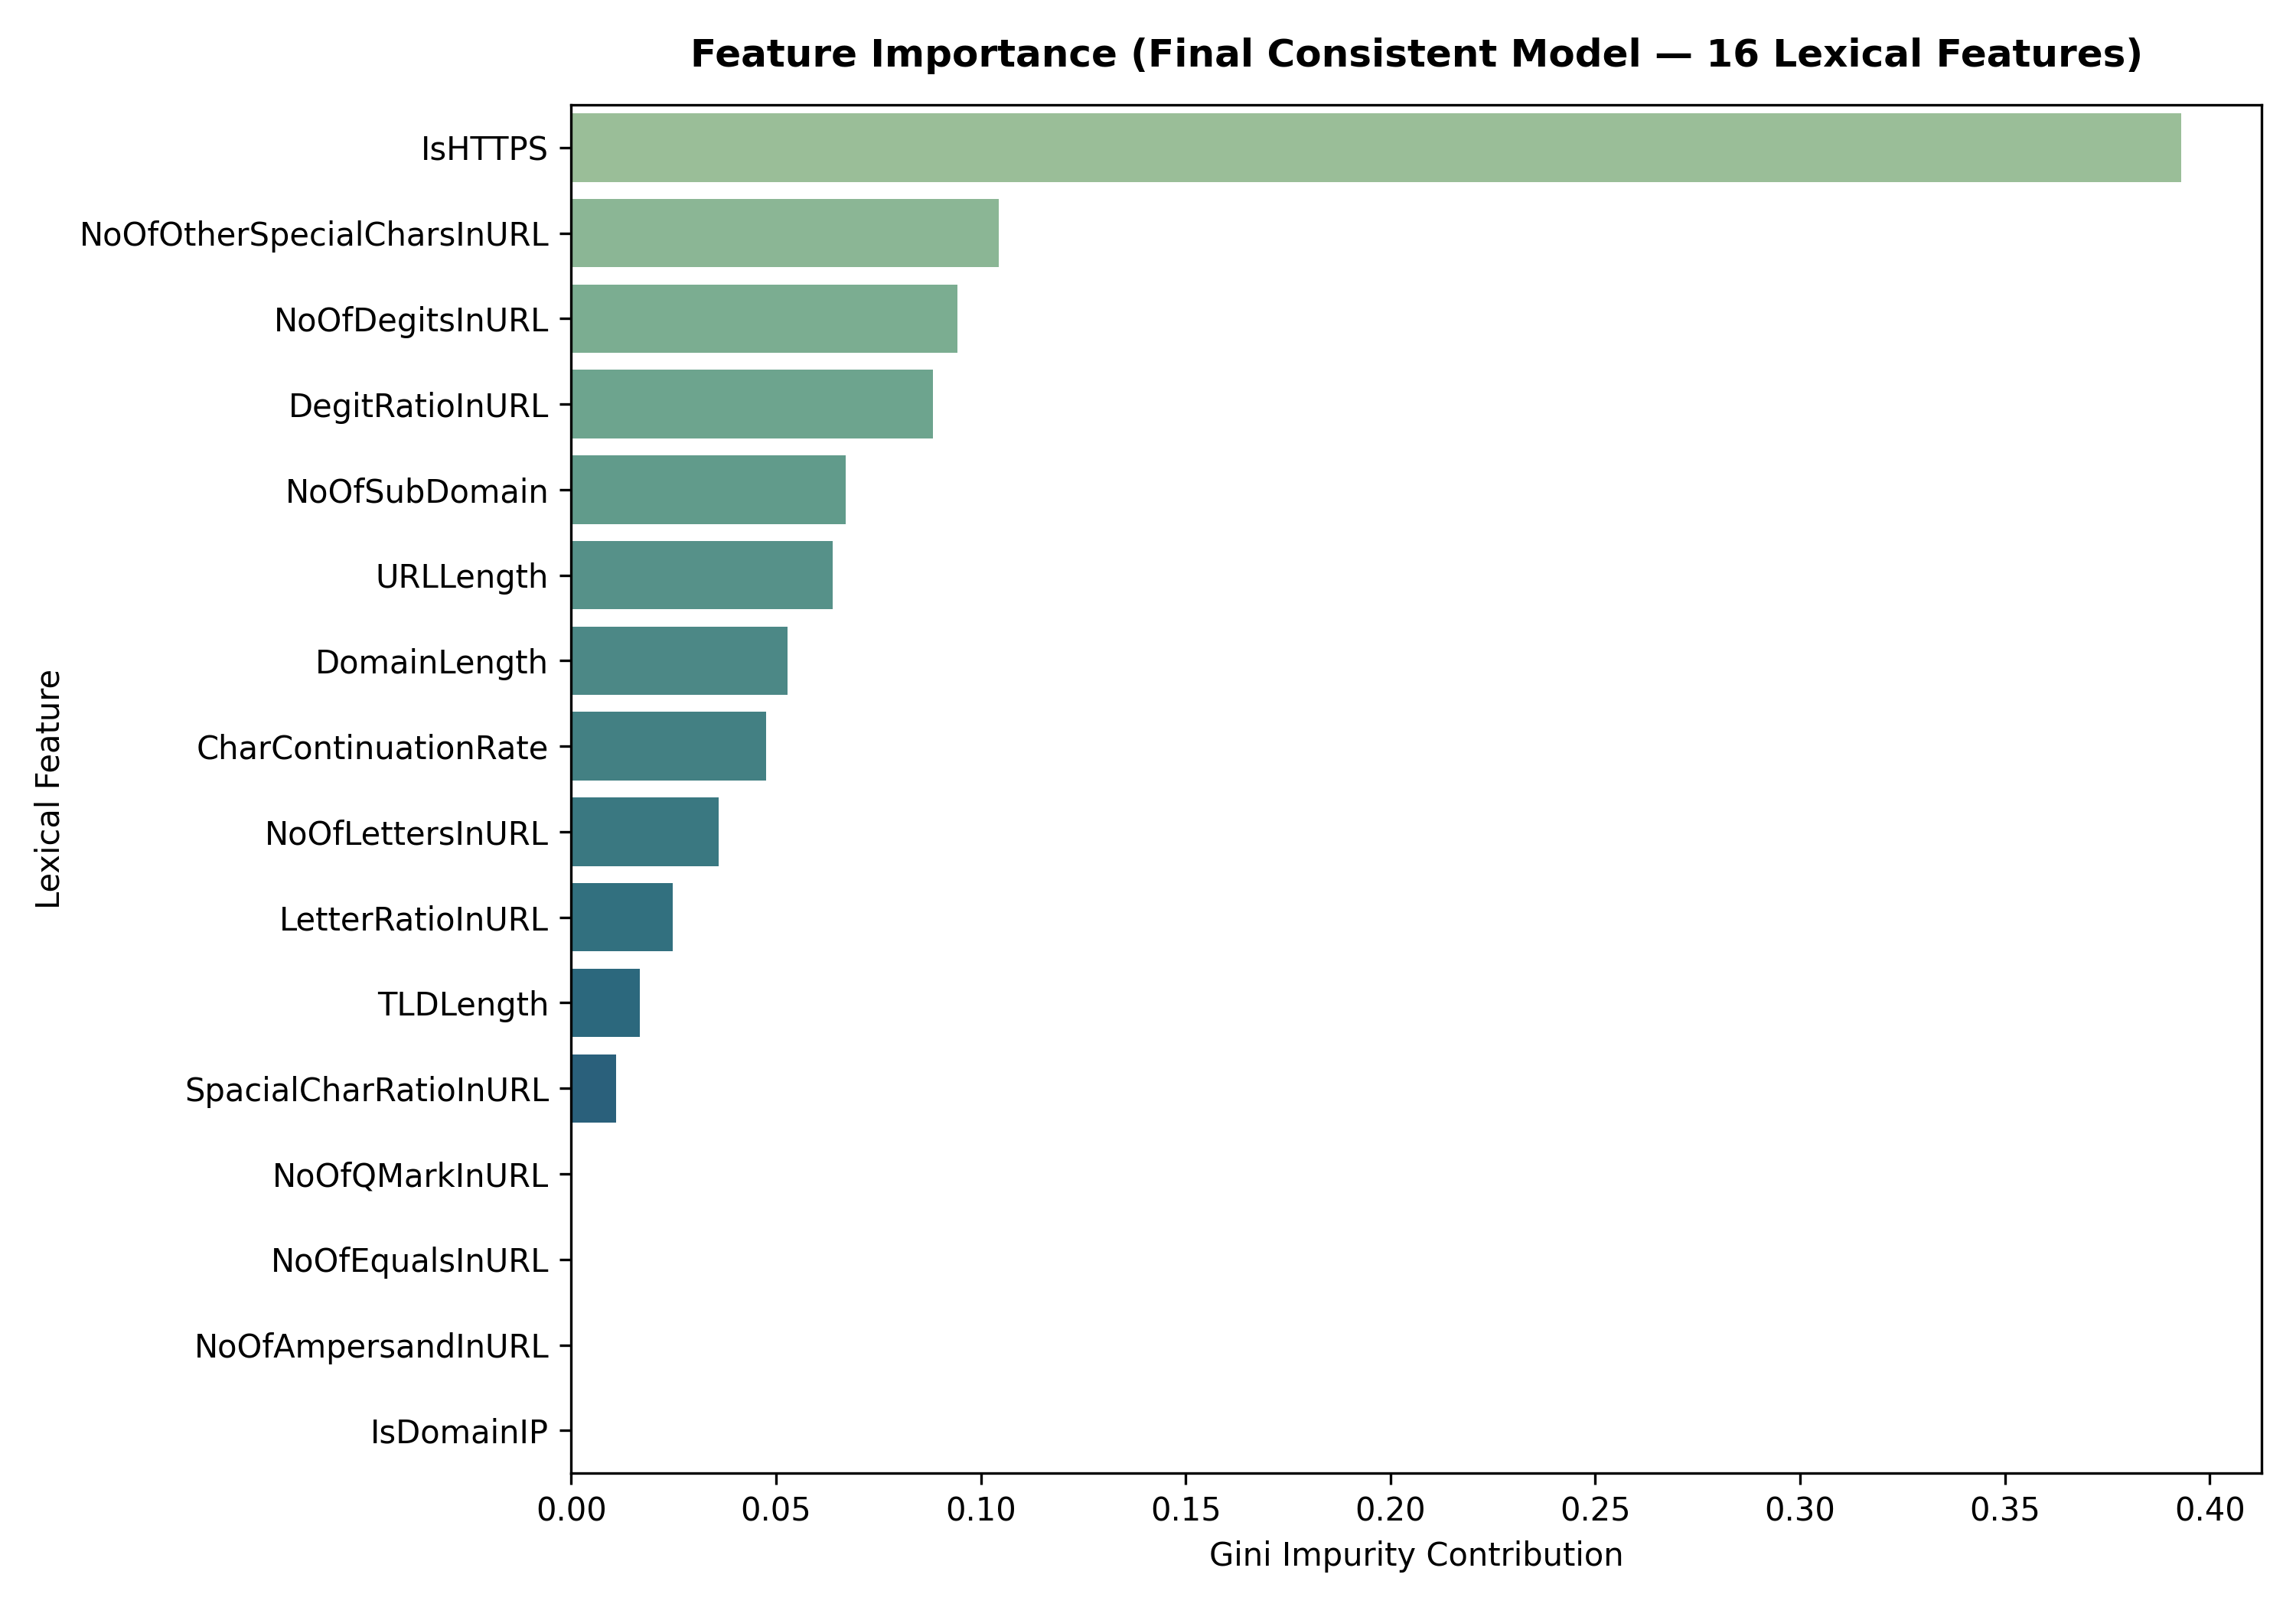 Feature Importance (Final Consistent Model — 16 Lexical Features)
Lexical Feature
IsHTTPS
NoOfOtherSpecialCharsInURL
NoOfDegitsInURL
DegitRatioInURL
NoOfSubDomain
URLLength
DomainLength
CharContinuationRate
NoOfLettersInURL
LetterRatioInURL
TLDLength
SpacialCharRatioInURL
NoOfQMarkInURL
NoOfEqualsInURL
NoOfAmpersandInURL
IsDomainIP
0.00 0.05 0.10 0.15 0.20 0.25 0.30 0.35 0.40
Gini Impurity Contribution